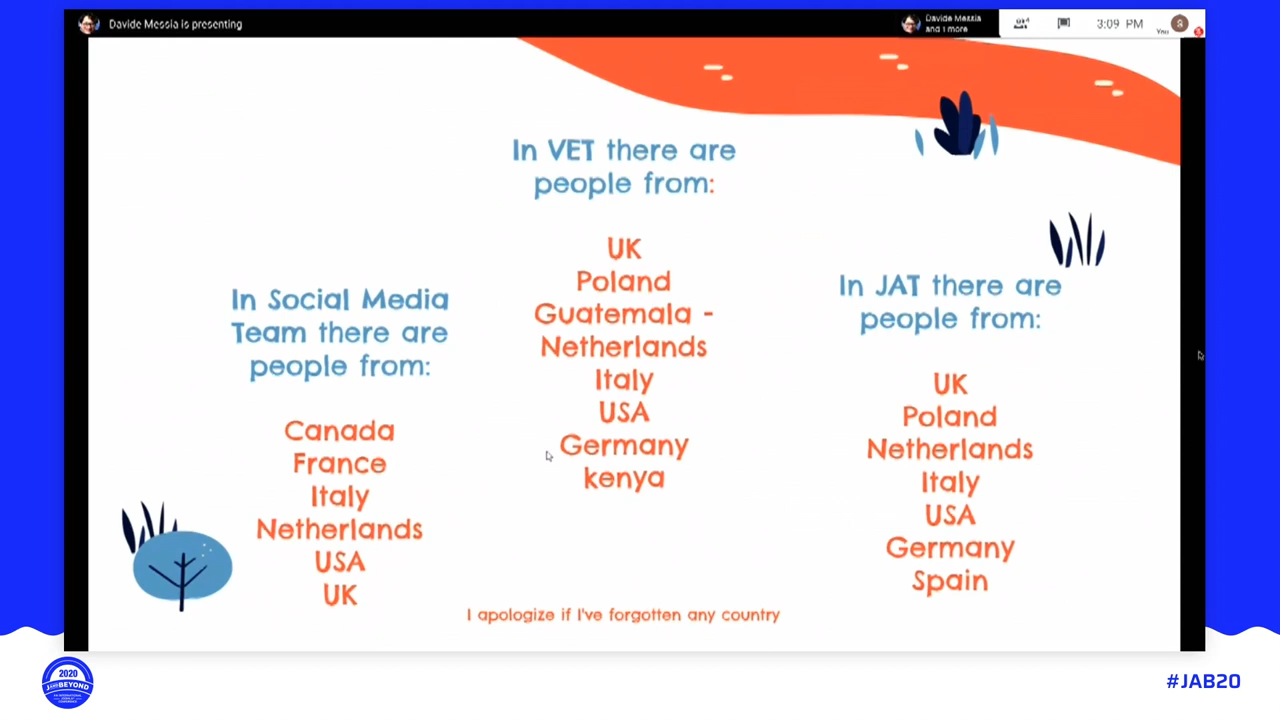 Davide Messia is presenting
Davide Messia
and 1 more
3:09 PM
You
S
In VET there are
people from:
UK
Poland
Guatemala -
Netherlands
Italy
USA
Germany
kenya
In Social Media
Team there are
people from:
Canada
France
Italy
Netherlands
USA
UK
In JAT there are
people from:
UK
Poland
Netherlands
Italy
USA
Germany
Spain
I apologize if I've forgotten any country
2020
JANDBEYOND
#JAB20